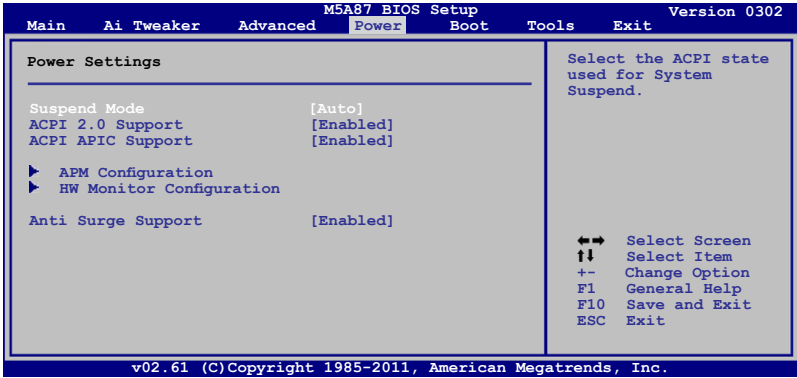 M5A87 BIOS Setup Version 0302
Main Ai Tweaker Advanced Power Boot Tools Exit
Power Settings
Suspend Mode [Auto]
ACPI 2.0 Support [Enabled]
ACPI APIC Support [Enabled]
APM Configuration
HW Monitor Configuration
Anti Surge Support [Enabled]
Select the ACPI state
used for System
Suspend.
Select Screen
Select Item
+- Change Option
F1 General Help
F10 Save and Exit
ESC Exit
v02.61 (C)Copyright 1985-2011, American Megatrends, Inc.